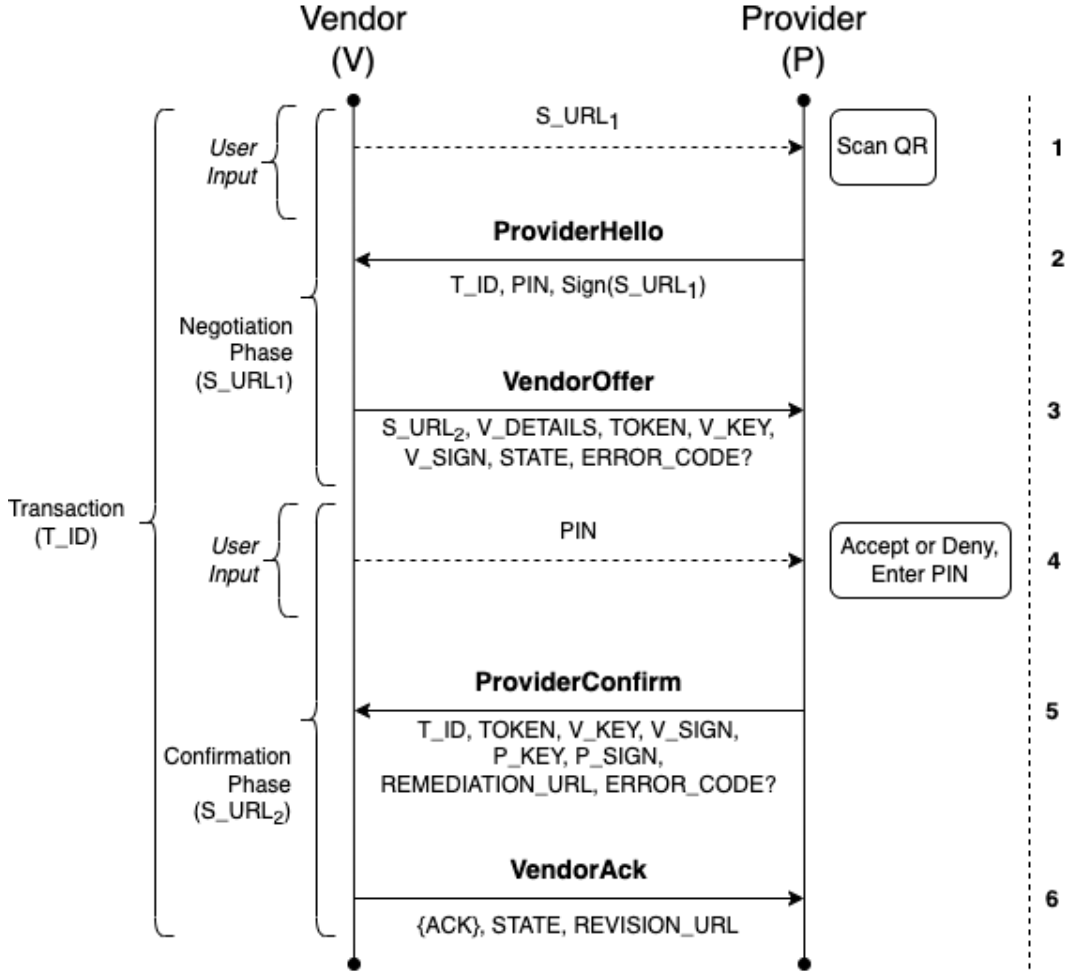 Vendor
(V)
Provider
(P)
S_URL₁
Scan QR
1
User
Input
ProviderHello
2
T_ID, PIN, Sign(S_URL₁)
Negotiation
Phase
(S_URL₁)
VendorOffer
3
S_URL₂, V_DETAILS, TOKEN, V_KEY,
V_SIGN, STATE, ERROR_CODE?
Transaction
(T_ID)
User
Input
PIN
Accept or Deny,
Enter PIN
4
ProviderConfirm
5
T_ID, TOKEN, V_KEY, V_SIGN,
P_KEY, P_SIGN,
REMEDIATION_URL, ERROR_CODE?
Confirmation
Phase
(S_URL₂)
VendorAck
6
{ACK}, STATE, REVISION_URL